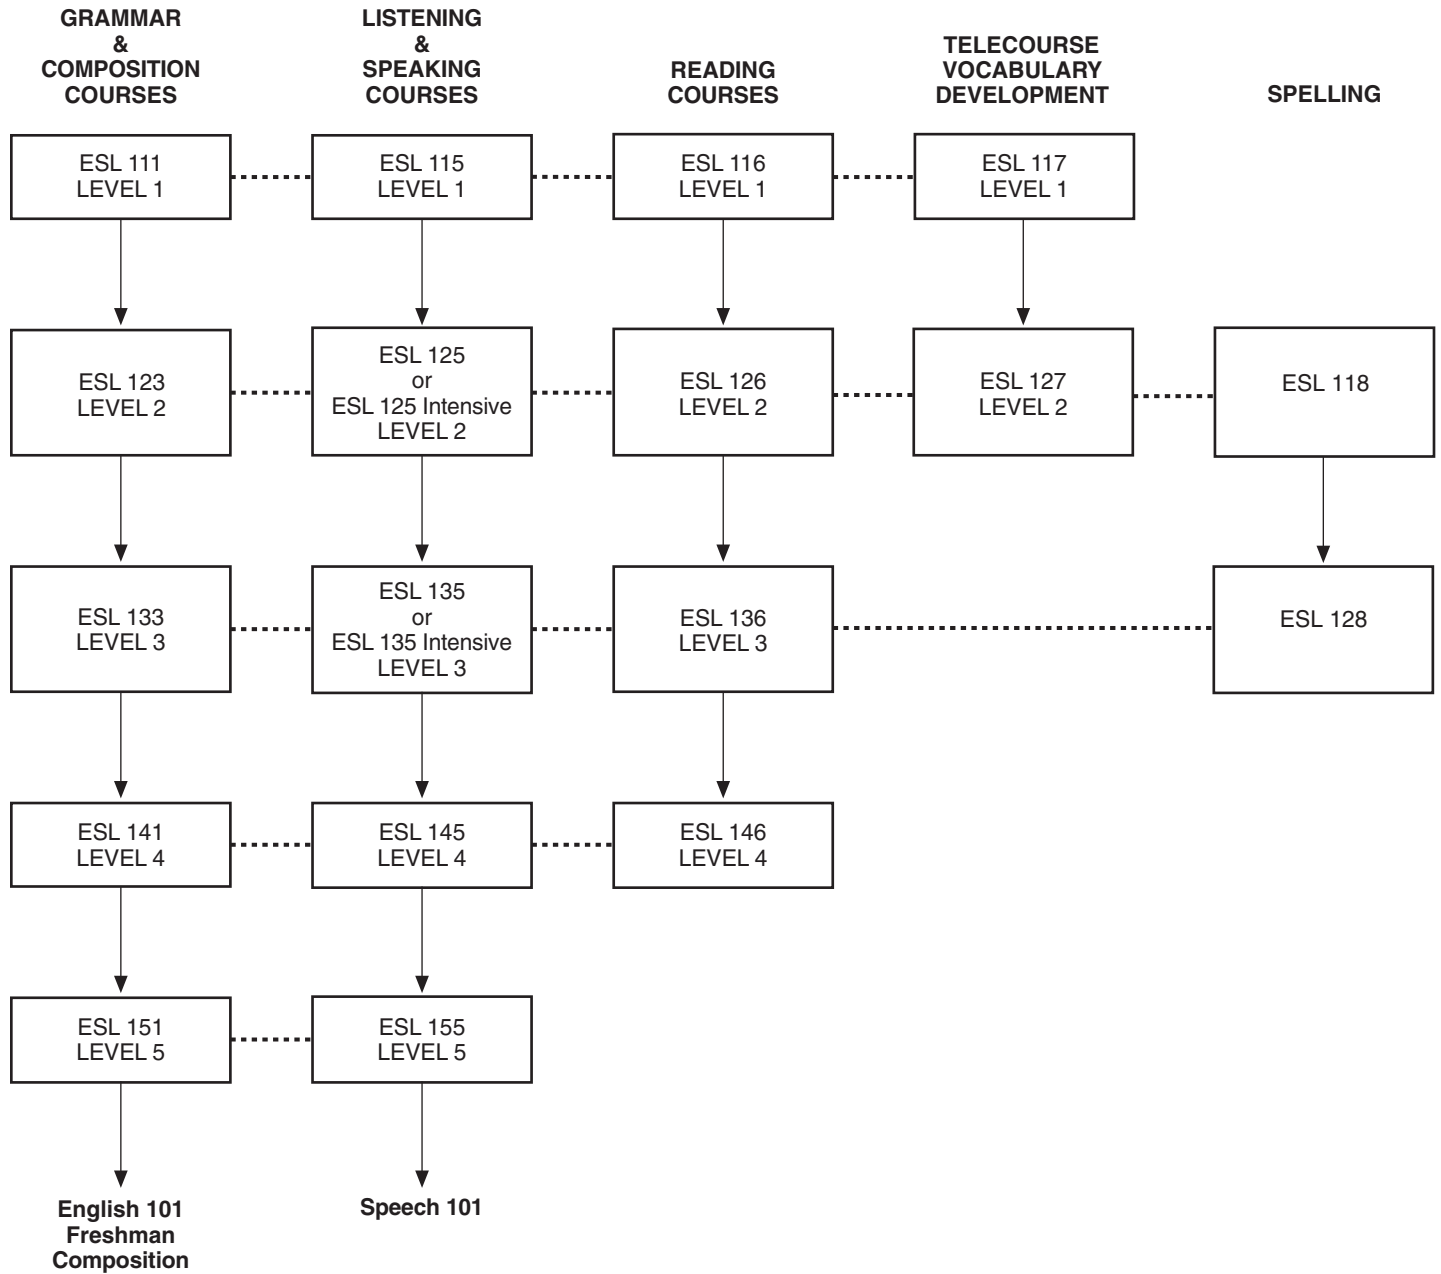 GRAMMAR
&
COMPOSITION
COURSES
LISTENING
&
SPEAKING
COURSES
READING
COURSES
TELECOURSE
VOCABULARY
DEVELOPMENT
SPELLING
ESL 111
LEVEL 1
ESL 115
LEVEL 1
ESL 116
LEVEL 1
ESL 117
LEVEL 1
ESL 123
LEVEL 2
ESL 125
or
ESL 125 Intensive
LEVEL 2
ESL 126
LEVEL 2
ESL 127
LEVEL 2
ESL 118
ESL 133
LEVEL 3
ESL 135
or
ESL 135 Intensive
LEVEL 3
ESL 136
LEVEL 3
ESL 128
ESL 141
LEVEL 4
ESL 145
LEVEL 4
ESL 146
LEVEL 4
ESL 151
LEVEL 5
ESL 155
LEVEL 5
English 101
Freshman
Composition
Speech 101